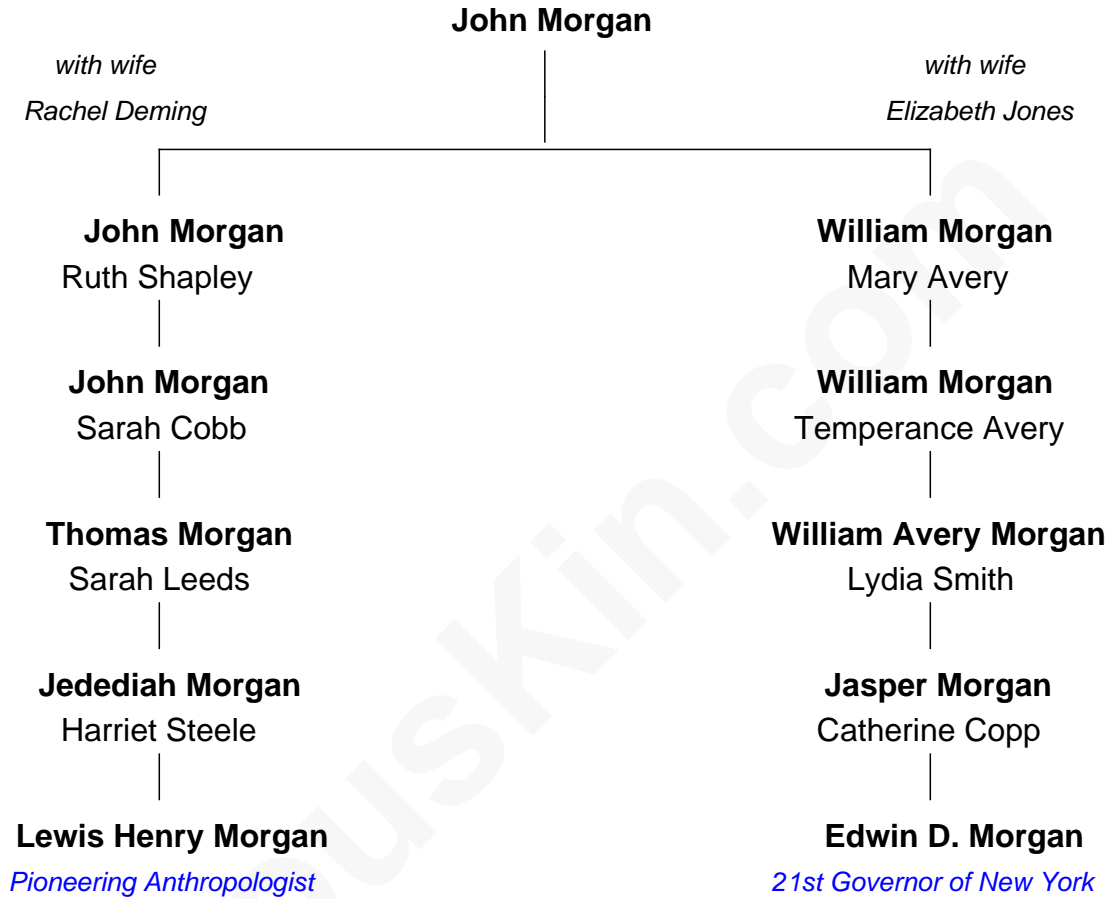 John Morgan
with wife
Rachel Deming
with wife
Elizabeth Jones
John Morgan
Ruth Shapley
William Morgan
Mary Avery
John Morgan
Sarah Cobb
William Morgan
Temperance Avery
Thomas Morgan
Sarah Leeds
William Avery Morgan
Lydia Smith
Jedediah Morgan
Harriet Steele
Jasper Morgan
Catherine Copp
Lewis Henry Morgan
Pioneering Anthropologist
Edwin D. Morgan
21st Governor of New York
ousKin.com